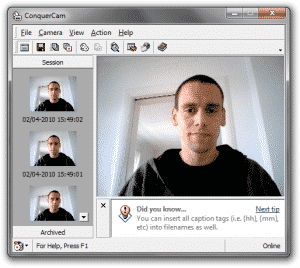 ConquerCam
File Camera View Action Help
Session
02/04-2010 15:49:02
02/04-2010 15:49:01
Archived
Did you know...
Next tip
You can insert all caption tags (i.e. {hh}, {mm},
etc) into filenames as well.
For Help, Press F1
Online